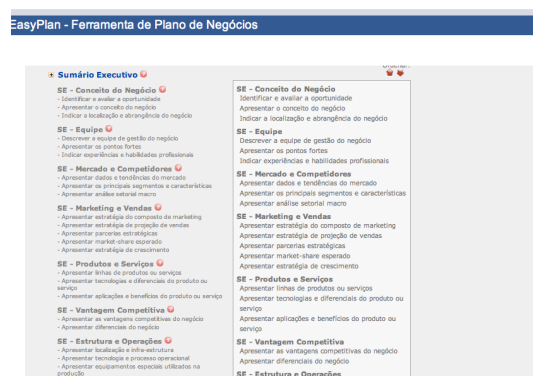 EasyPlan - Ferramenta de Plano de Negócios
Sumário Executivo
SE - Conceito do Negócio
- Identificar e avaliar a oportunidade
- Apresentar o conceito do negócio
- Indicar a localização e abrangência do negócio
SE - Equipe
- Descrever a equipe de gestão do negócio
- Apresentar os pontos fortes
- Indicar experiências e habilidades profissionais
SE - Mercado e Competidores
- Apresentar dados e tendências do mercado
- Apresentar os principais segmentos e características
- Apresentar análise setorial macro
SE - Marketing e Vendas
- Apresentar estratégia do composto de marketing
- Apresentar estratégia de projeção de vendas
- Apresentar parcerias estratégicas
- Apresentar market-share esperado
- Apresentar estratégia de crescimento
SE - Produtos e Serviços
- Apresentar linhas de produtos ou serviços
- Apresentar tecnologias e diferenciais do produto ou
serviço
- Apresentar aplicações e benefícios do produto ou serviço
SE - Vantagem Competitiva
- Apresentar as vantagens competitivas do negócio
- Apresentar diferenciais do negócio
SE - Estrutura e Operações
- Apresentar localização e infra-estrutura
- Apresentar tecnologia e processo operacional
- Apresentar equipamentos especiais utilizados na
produção
SE - Conceito do Negócio
Identificar e avaliar a oportunidade
Apresentar o conceito do negócio
Indicar a localização e abrangência do negócio
SE - Equipe
Descrever a equipe de gestão do negócio
Apresentar os pontos fortes
Indicar experiências e habilidades profissionais
SE - Mercado e Competidores
Apresentar dados e tendências do mercado
Apresentar os principais segmentos e características
Apresentar análise setorial macro
SE - Marketing e Vendas
Apresentar estratégia do composto de marketing
Apresentar estratégia de projeção de vendas
Apresentar parcerias estratégicas
Apresentar market-share esperado
Apresentar estratégia de crescimento
SE - Produtos e Serviços
Apresentar linhas de produtos ou serviços
Apresentar tecnologias e diferenciais do produto ou
serviço
Apresentar aplicações e benefícios do produto ou
serviço
SE - Vantagem Competitiva
Apresentar as vantagens competitivas do negócio
Apresentar diferenciais do negócio
SE - Estrutura e Operações